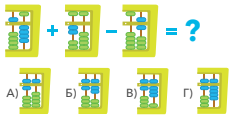 + − = ?
А) Б) В) Г)